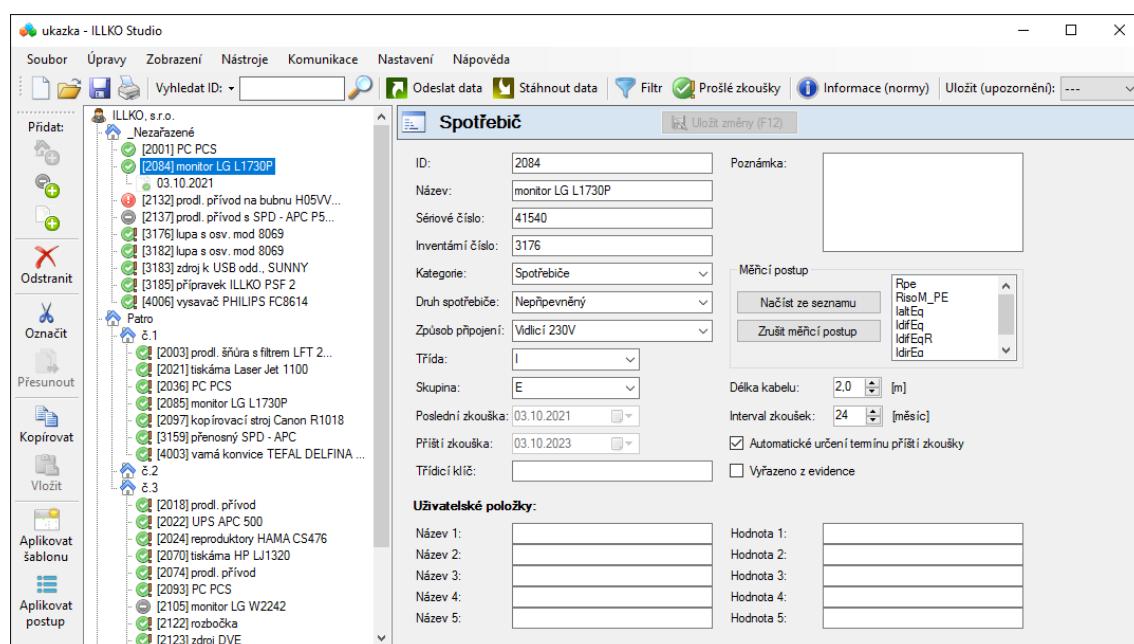 ukazka - ILLKO Studio
Soubor Úpravy Zobrazení Nástroje Komunikace Nastavení Nápověda
Vyhledat ID: Odeslat data Stáhnout data Filtr Prošlé zkoušky Informace (normy) Uložit (upozornění): ---
Přidat:
Odstranit
Označit
Přesunout
Kopírovat
Vložit
Aplikovat
šablonu
Aplikovat
postup
ILLKO, s.r.o.
_Nezařazené
[2001] PC PCS
[2084] monitor LG L1730P
03.10.2021
[2132] prodl. přívod na bubnu H05VV...
[2137] prodl. přívod s SPD - APC P5...
[3176] lupa s osv. mod 8069
[3182] lupa s osv. mod 8069
[3183] zdroj k USB odd., SUNNY
[3185] přípravek ILLKO PSF 2
[4006] vysavač PHILIPS FC8614
Patro
č.1
[2003] prodl. šňůra s filtrem LFT 2...
[2021] tiskárna Laser Jet 1100
[2036] PC PCS
[2085] monitor LG L1730P
[2097] kopírovací stroj Canon R1018
[3159] přenosný SPD - APC
[4003] varná konvice TEFAL DELFINA ...
č.2
č.3
[2018] prodl. přívod
[2022] UPS APC 500
[2024] reproduktory HAMA CS476
[2070] tiskárna HP LJ1320
[2074] prodl. přívod
[2093] PC PCS
[2105] monitor LG W2242
[2122] rozbočka
[2123] zdroj DVE
Spotřebič
Uložit změny (F12)
ID: 2084
Název: monitor LG L1730P
Sériové číslo: 41540
Inventární číslo: 3176
Kategorie: Spotřebiče
Druh spotřebiče: Nepřipevněný
Způsob připojení: Vidlicí 230V
Třída: I
Skupina: E
Poslední zkouška: 03.10.2021
Příští zkouška: 03.10.2023
Třídicí klíč:
Poznámka:
Měřicí postup
Načíst ze seznamu
Zrušit měřicí postup
Rpe
RisoM_PE
IaltEq
IdifEq
IdifEqR
IdirEq
Délka kabelu: 2,0 [m]
Interval zkoušek: 24 [měsíc]
Automatické určení termínu příští zkoušky
Vyřazeno z evidence
Uživatelské položky:
Název 1: Hodnota 1:
Název 2: Hodnota 2:
Název 3: Hodnota 3:
Název 4: Hodnota 4:
Název 5: Hodnota 5: